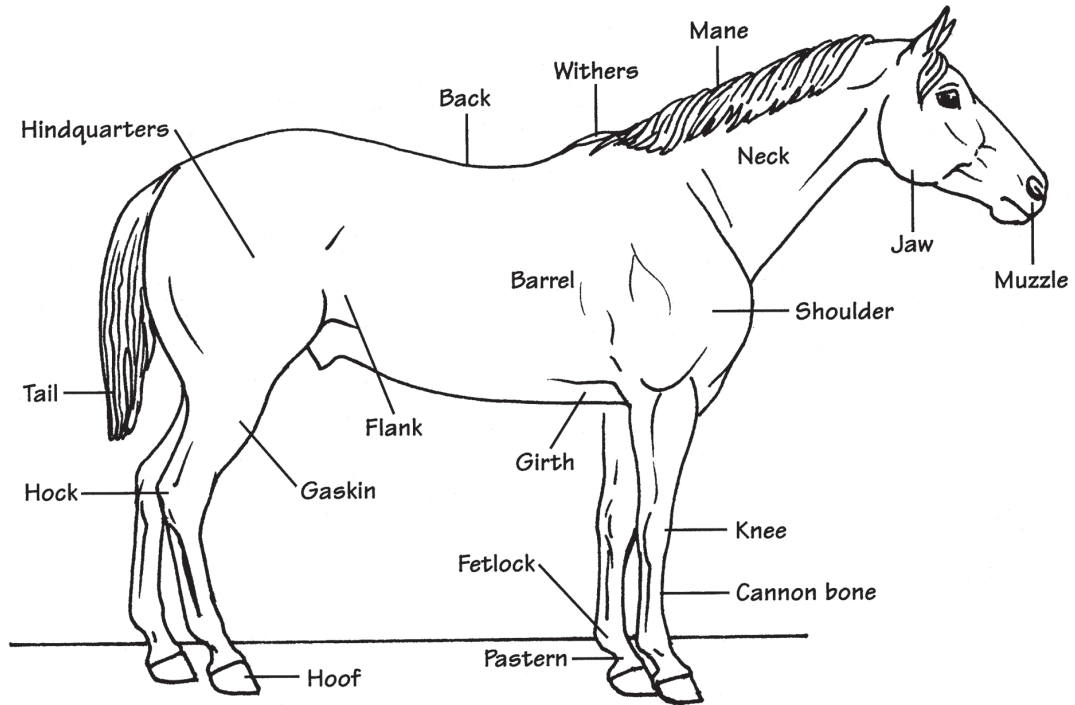 Mane
Withers
Back
Hindquarters
Neck
Jaw
Muzzle
Barrel
Shoulder
Tail
Flank
Girth
Hock
Gaskin
Knee
Fetlock
Cannon bone
Pastern
Hoof